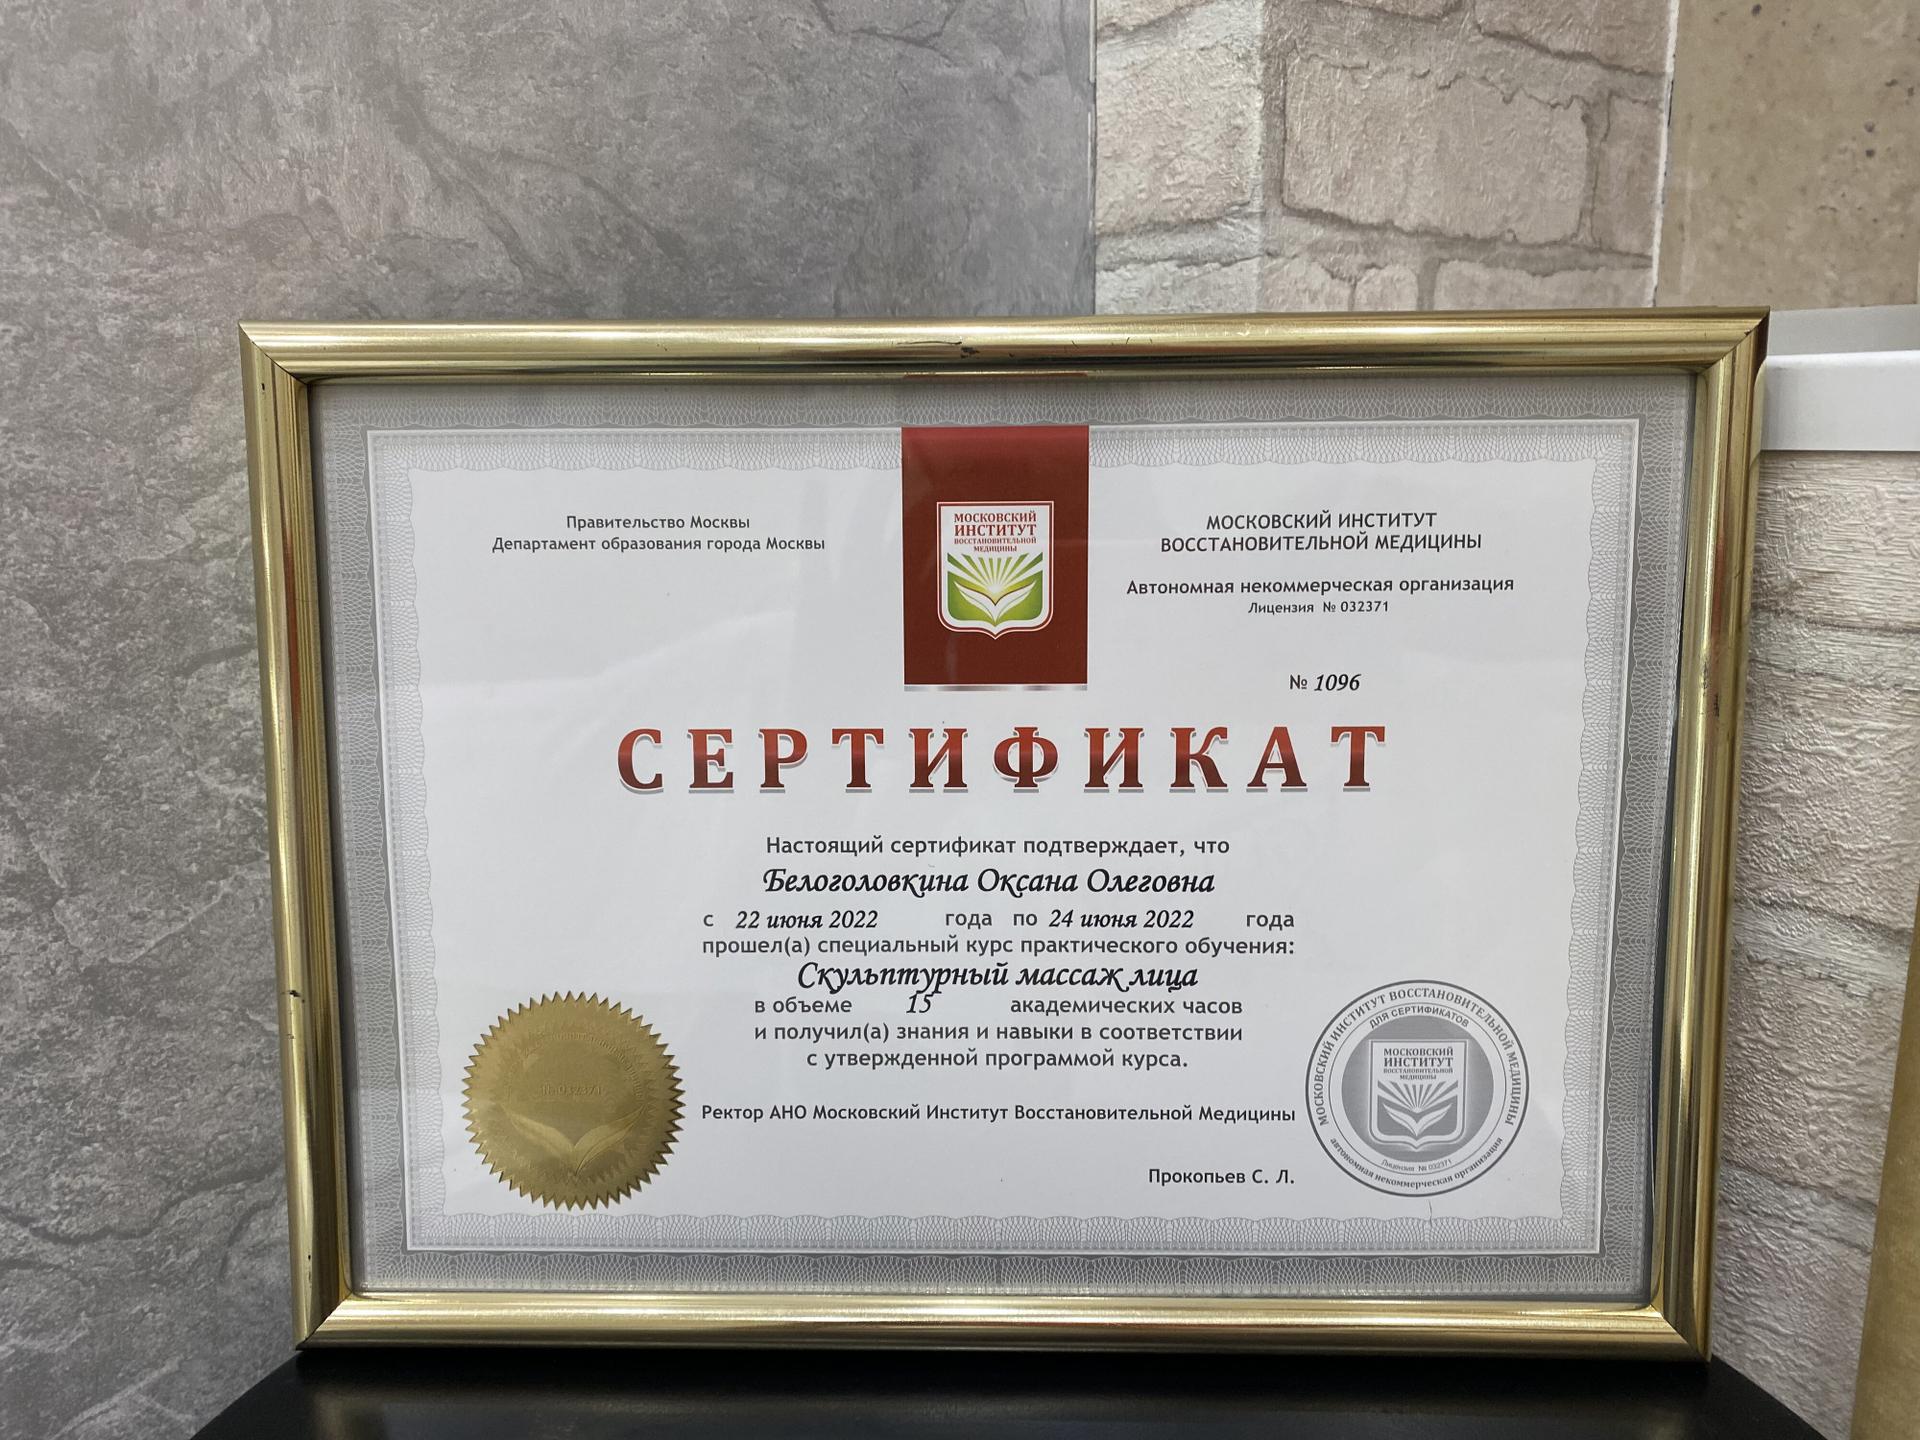 Правительство Москвы
Департамент образования города Москвы
МОСКОВСКИЙ
ИНСТИТУТ
ВОССТАНОВИТЕЛЬНОЙ
МЕДИЦИНЫ
МОСКОВСКИЙ ИНСТИТУТ
ВОССТАНОВИТЕЛЬНОЙ МЕДИЦИНЫ
Автономная некоммерческая организация
Лицензия № 032371
№ 1096
СЕРТИФИКАТ
Настоящий сертификат подтверждает, что
Белоголовкина Оксана Олеговна
с 22 июня 2022 года по 24 июня 2022 года
прошел(а) специальный курс практического обучения:
Скульптурный массаж лица
в объеме 15 академических часов
и получил(а) знания и навыки в соответствии
с утвержденной программой курса.
Ректор АНО Московский Институт Восстановительной Медицины
Прокопьев С. Л.
№ 032371
МОСКОВСКИЙ ИНСТИТУТ ВОССТАНОВИТЕЛЬНОЙ МЕДИЦИНЫ
ДЛЯ СЕРТИФИКАТОВ
МОСКОВСКИЙ
ИНСТИТУТ
ВОССТАНОВИТЕЛЬНОЙ
МЕДИЦИНЫ
Лицензия № 032371
автономная некоммерческая организация